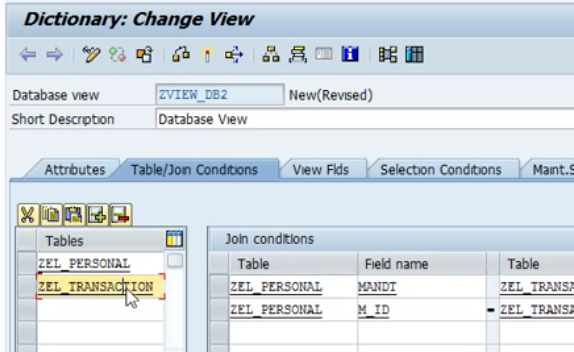 Dictionary: Change View
Database view ZVIEW_DB2 New(Revised)
Short Description Database View
Attributes Table/Join Conditions View Flds Selection Conditions Maint.S
Tables Join conditions
Table Field name Table
ZEL_PERSONAL
ZEL_TRANSACTION ZEL_PERSONAL MANDT ZEL_TRANSA
ZEL_PERSONAL M_ID = ZEL_TRANSA